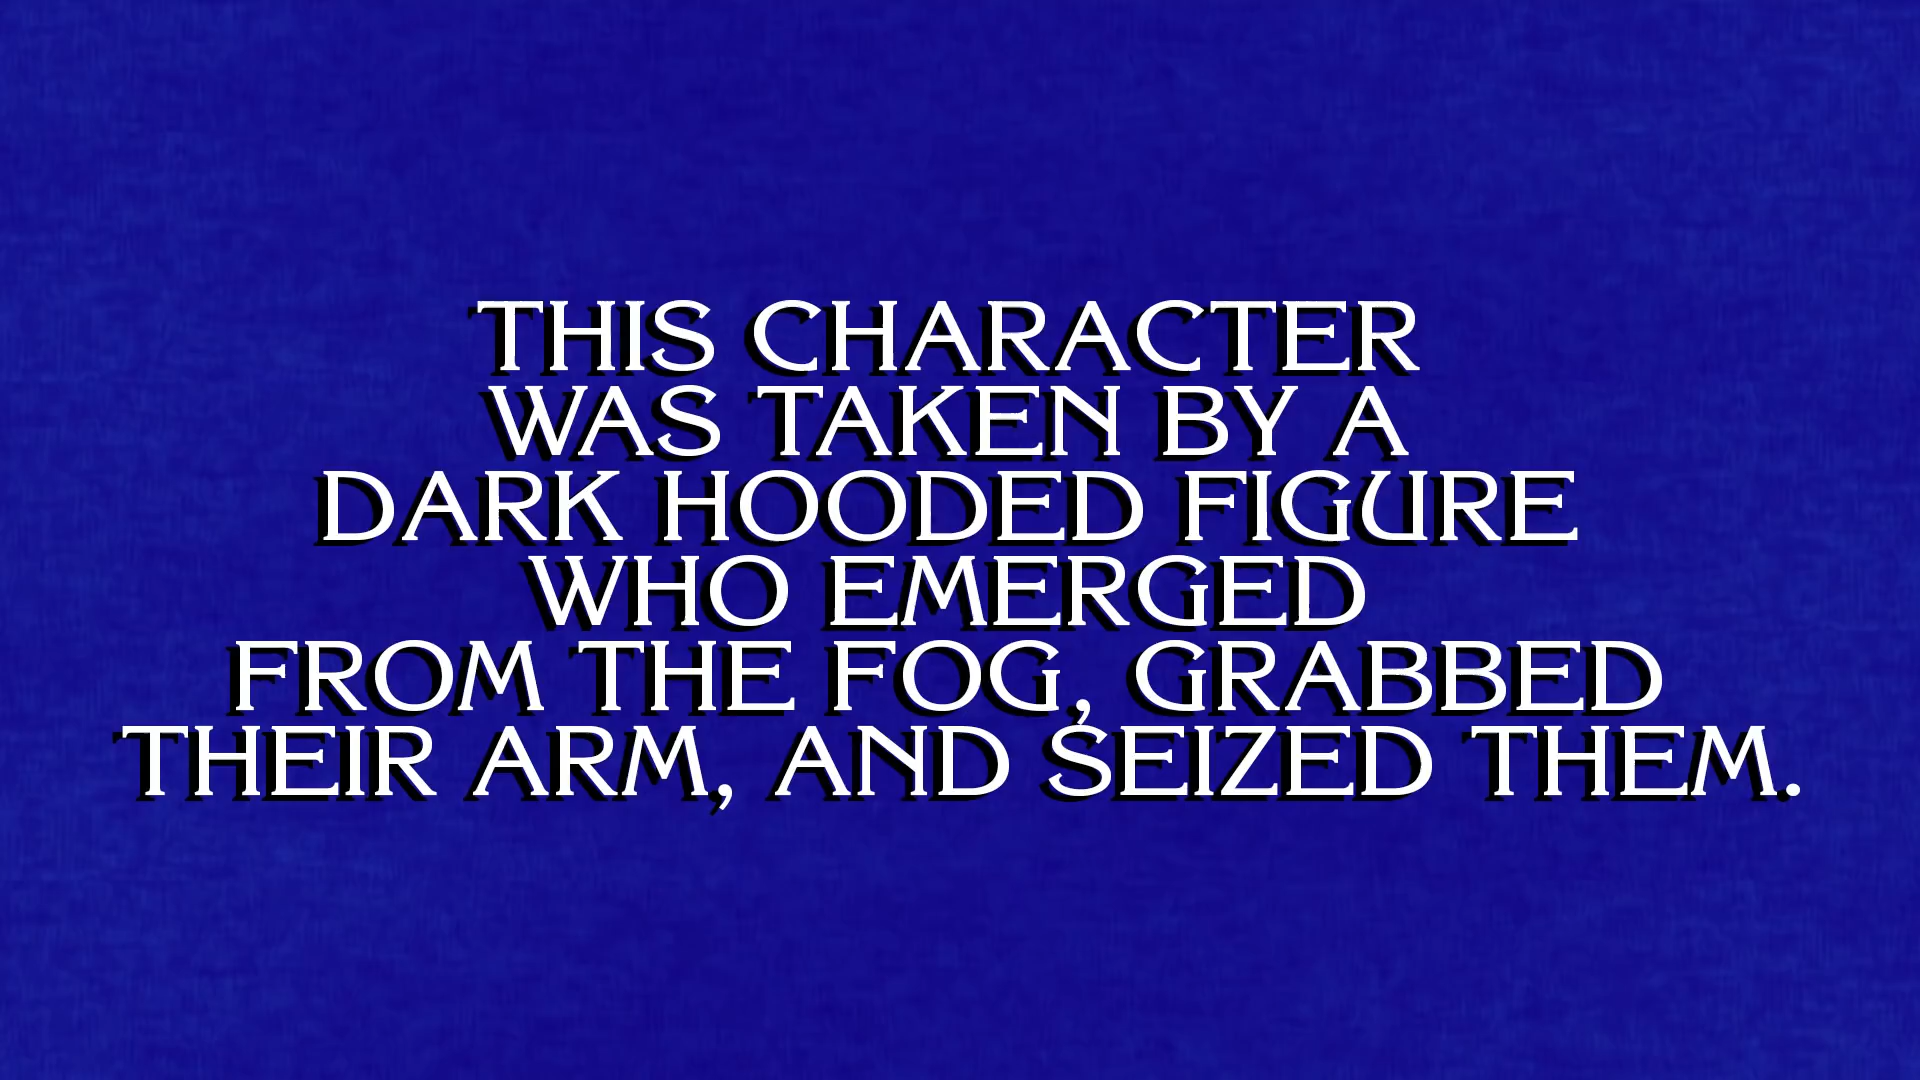 THIS CHARACTER
WAS TAKEN BY A
DARK HOODED FIGURE
WHO EMERGED
FROM THE FOG, GRABBED
THEIR ARM, AND SEIZED THEM.